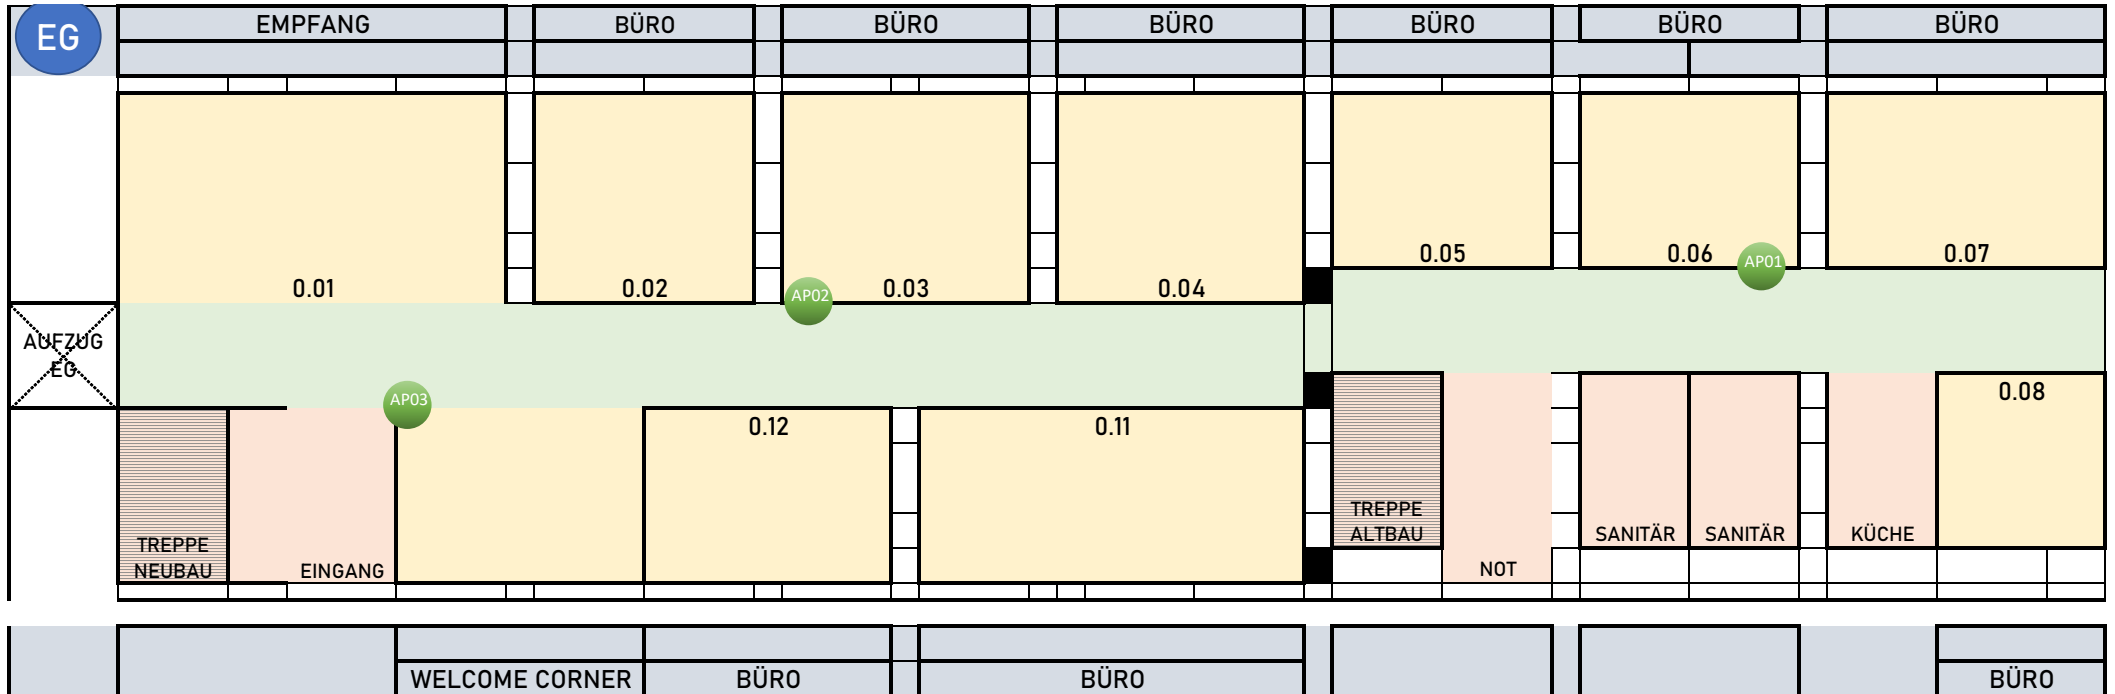 EG
EMPFANG
BÜRO
BÜRO
BÜRO
BÜRO
BÜRO
BÜRO
0.01
0.02
0.03
0.04
0.05
0.06
0.07
AP02
AP01
AUFZUG
EG
AP03
0.12
0.11
0.08
TREPPE
NEUBAU
EINGANG
TREPPE
ALTBAU
NOT
SANITÄR
SANITÄR
KÜCHE
WELCOME CORNER
BÜRO
BÜRO
BÜRO